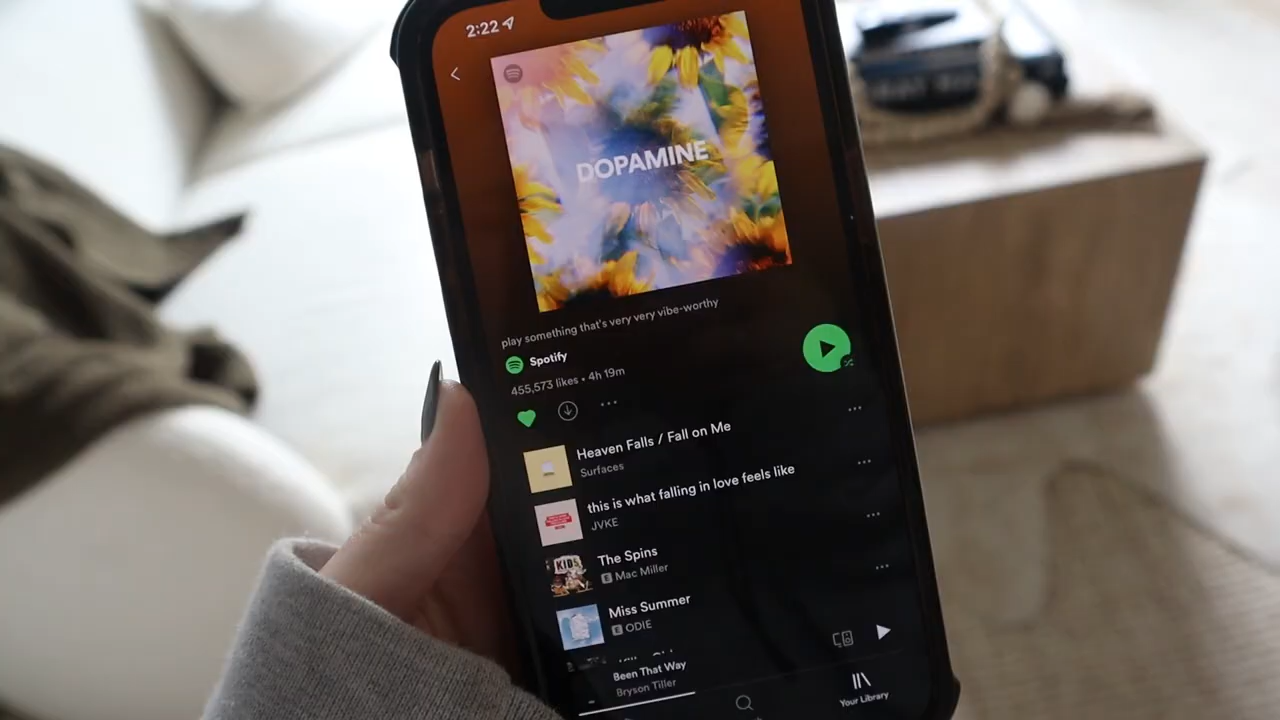 2:22
DOPAMINE
play something that's very very vibe-worthy
Spotify
455,573 likes • 4h 19m
Heaven Falls / Fall on Me
Surfaces
this is what falling in love feels like
JVKE
KIDS
The Spins
E Mac Miller
Miss Summer
E ODIE
Been That Way
Bryson Tiller
Your Library